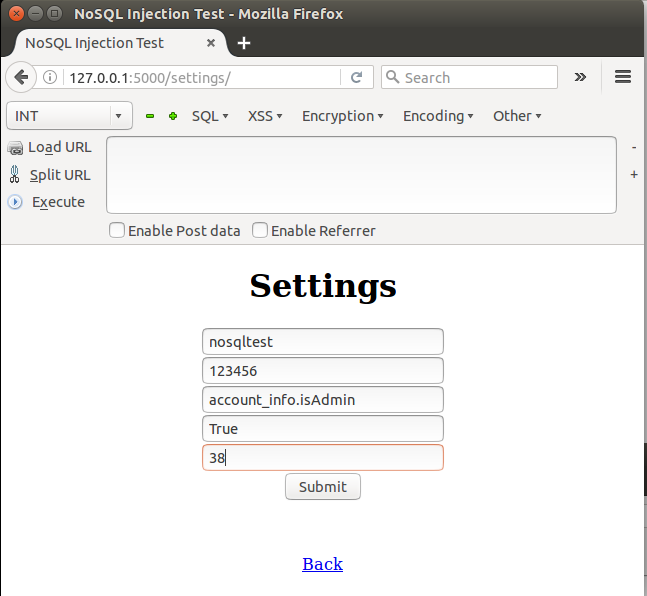 NoSQL Injection Test - Mozilla Firefox
NoSQL Injection Test
127.0.0.1:5000/settings/
Search
INT
SQL
XSS
Encryption
Encoding
Other
Load URL
Split URL
Execute
-
+
Enable Post data
Enable Referrer
Settings
nosqltest
123456
account_info.isAdmin
True
38
Submit
Back